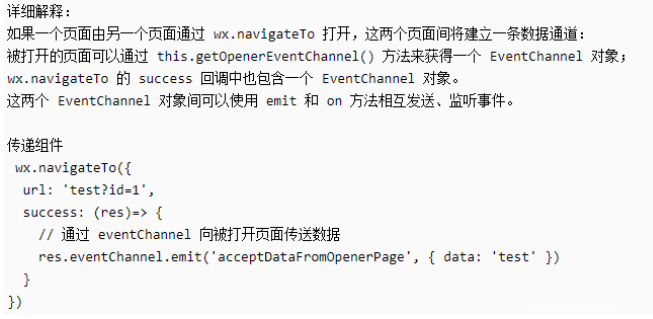 详细解释：
如果一个页面由另一个页面通过 wx.navigateTo 打开，这两个页面间将建立一条数据通道：
被打开的页面可以通过 this.getOpenerEventChannel() 方法来获得一个 EventChannel 对象；
wx.navigateTo 的 success 回调中也包含一个 EventChannel 对象。
这两个 EventChannel 对象间可以使用 emit 和 on 方法相互发送、监听事件。
传递组件
wx.navigateTo({
url: 'test?id=1',
success: (res)=> {
// 通过 eventChannel 向被打开页面传送数据
res.eventChannel.emit('acceptDataFromOpenerPage', { data: 'test' })
}
})